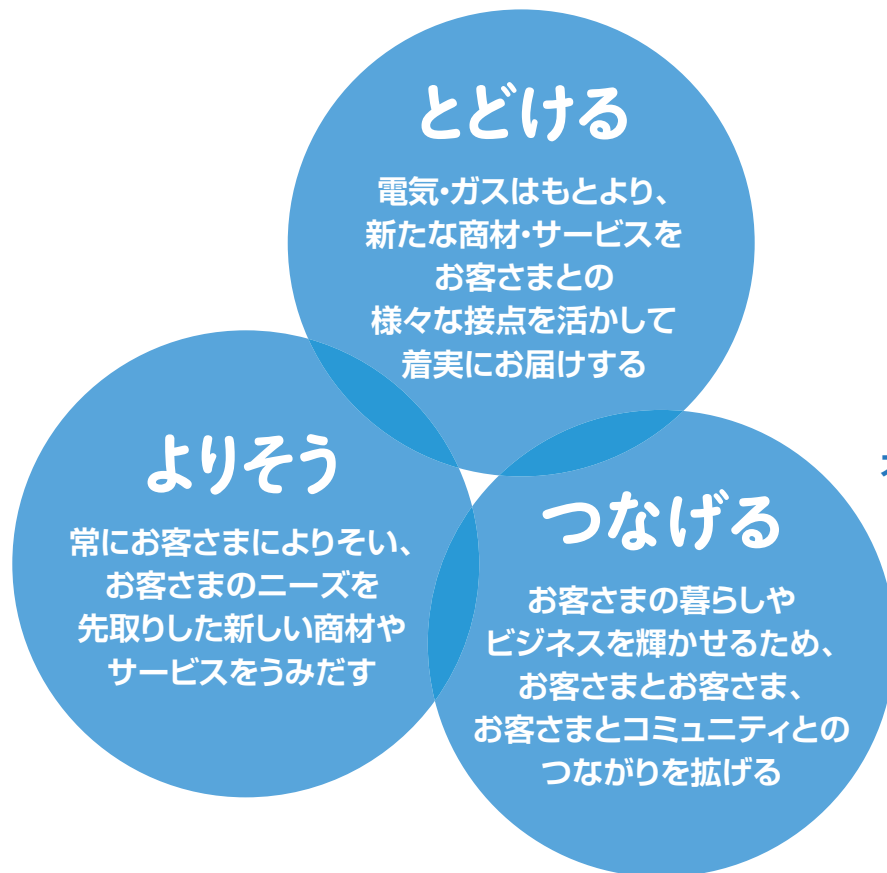 とどける
電気・ガスはもとより、
新たな商材・サービスを
お客さまとの
様々な接点を活かして
着実にお届けする
よりそう
常にお客さまによりそい、
お客さまのニーズを
先取りした新しい商材や
サービスをうみだす
つなげる
お客さまの暮らしや
ビジネスを輝かせるため、
お客さまとお客さま、
お客さまとコミュニティとの
つながりを拡げる